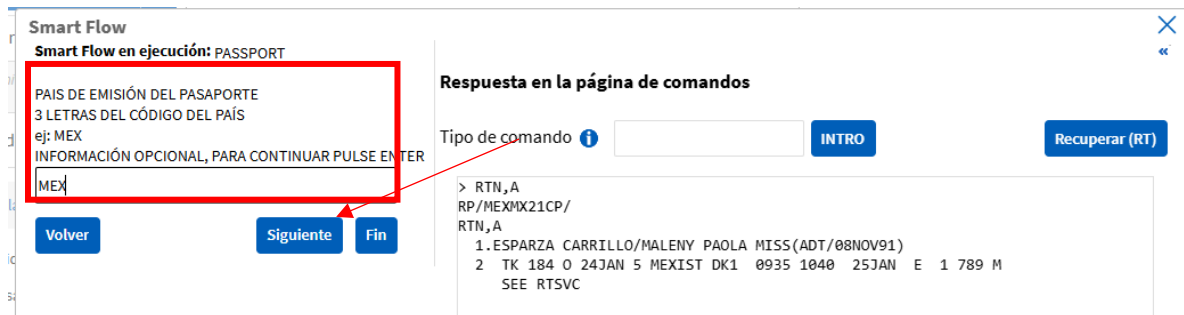 Smart Flow
Smart Flow en ejecución: PASSPORT
«
PAIS DE EMISIÓN DEL PASAPORTE
3 LETRAS DEL CÓDIGO DEL PAÍS
ej: MEX
INFORMACIÓN OPCIONAL, PARA CONTINUAR PULSE ENTER
MEX
Volver
Siguiente
Fin
Respuesta en la página de comandos
Tipo de comando
INTRO
Recuperar (RT)
> RTN,A
RP/MEXMX21CP/
RTN,A
1.ESPARZA CARRILLO/MALENY PAOLA MISS(ADT/08NOV91)
2 TK 184 O 24JAN 5 MEXIST DK1 0935 1040 25JAN E 1 789 M
SEE RTSVC